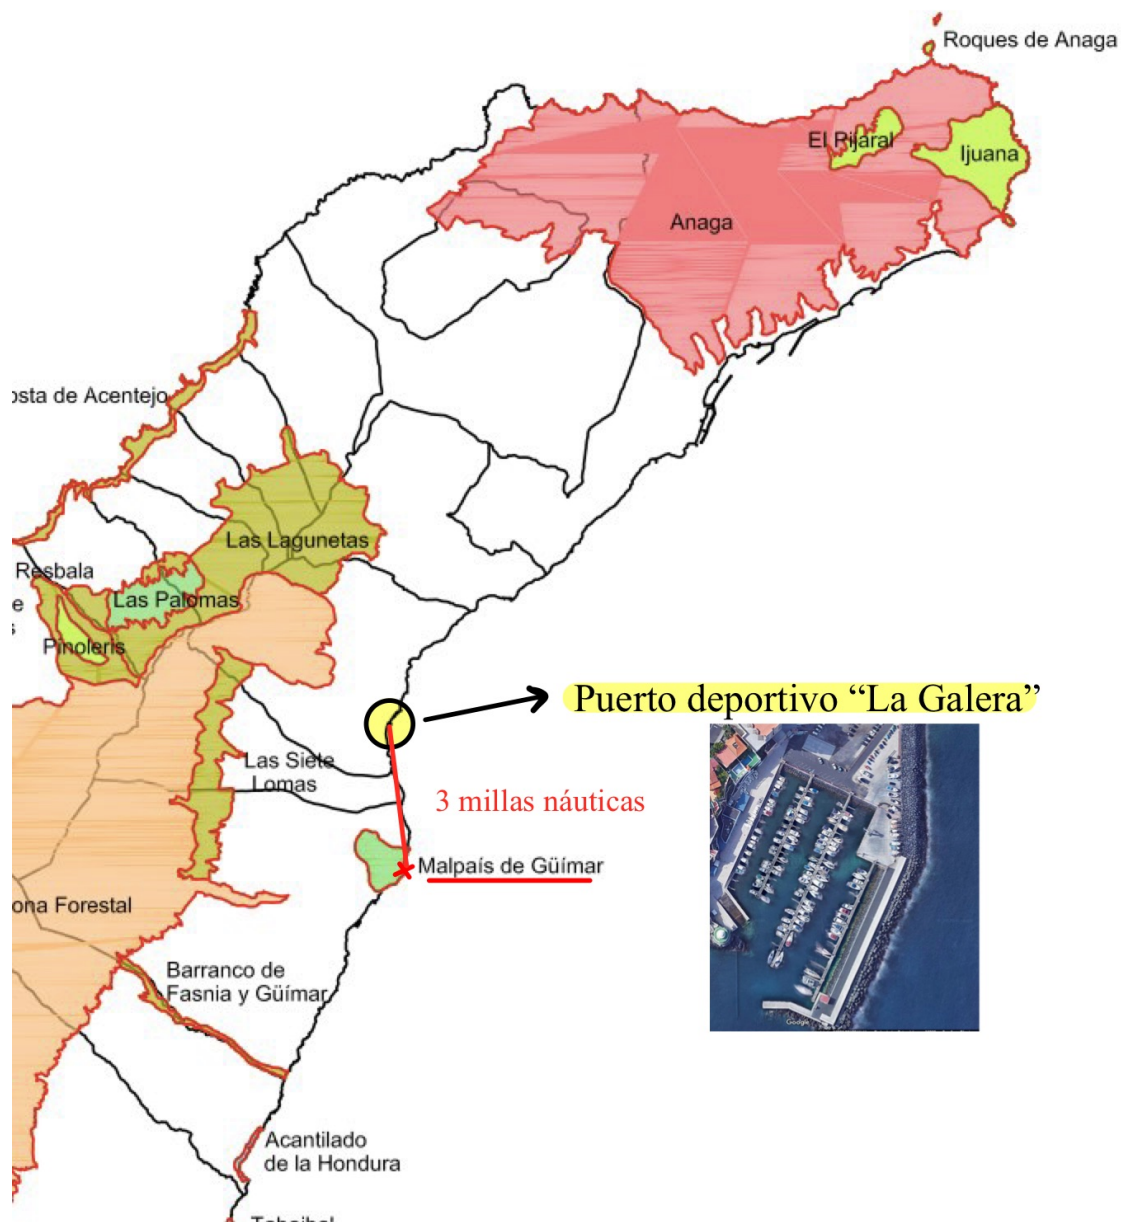 Roques de Anaga
El Pijaral
Ijuana
Anaga
osta de Acentejo
Las Lagunetas
Resbala
Las Palomas
e
s
Pinoleris
Puerto deportivo “La Galera”
Las Siete
Lomas
3 millas náuticas
Malpaís de Güímar
ona Forestal
Barranco de
Fasnia y Güímar
Google
Acantilado
de la Hondura